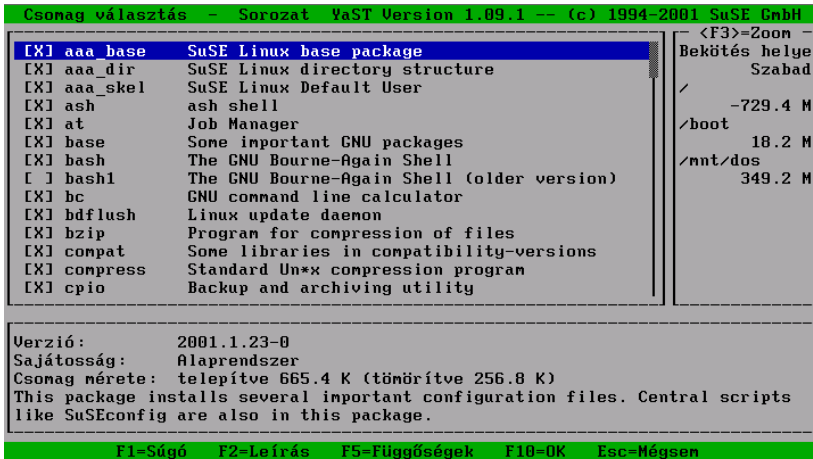 Csomag választás - Sorozat YaST Version 1.09.1 -- (c) 1994-2001 SuSE GmbH
<F3>=Zoom
[X] aaa_base SuSE Linux base package
[X] aaa_dir SuSE Linux directory structure
[X] aaa_skel SuSE Linux Default User
[X] ash ash shell
[X] at Job Manager
[X] base Some important GNU packages
[X] bash The GNU Bourne-Again Shell
[ ] bash1 The GNU Bourne-Again Shell (older version)
[X] bc GNU command line calculator
[X] bdflush Linux update daemon
[X] bzip Program for compression of files
[X] compat Some libraries in compatibility-versions
[X] compress Standard Un*x compression program
[X] cpio Backup and archiving utility
Bekötés helye
Szabad
/
-729.4 M
/boot
18.2 M
/mnt/dos
349.2 M
Verzió: 2001.1.23-0
Sajátosság: Alaprendszer
Csomag mérete: telepítve 665.4 K (tömörítve 256.8 K)
This package installs several important configuration files. Central scripts
like SuSEconfig are also in this package.
F1=Súgó F2=Leírás F5=Függőségek F10=OK Esc=Mégsem